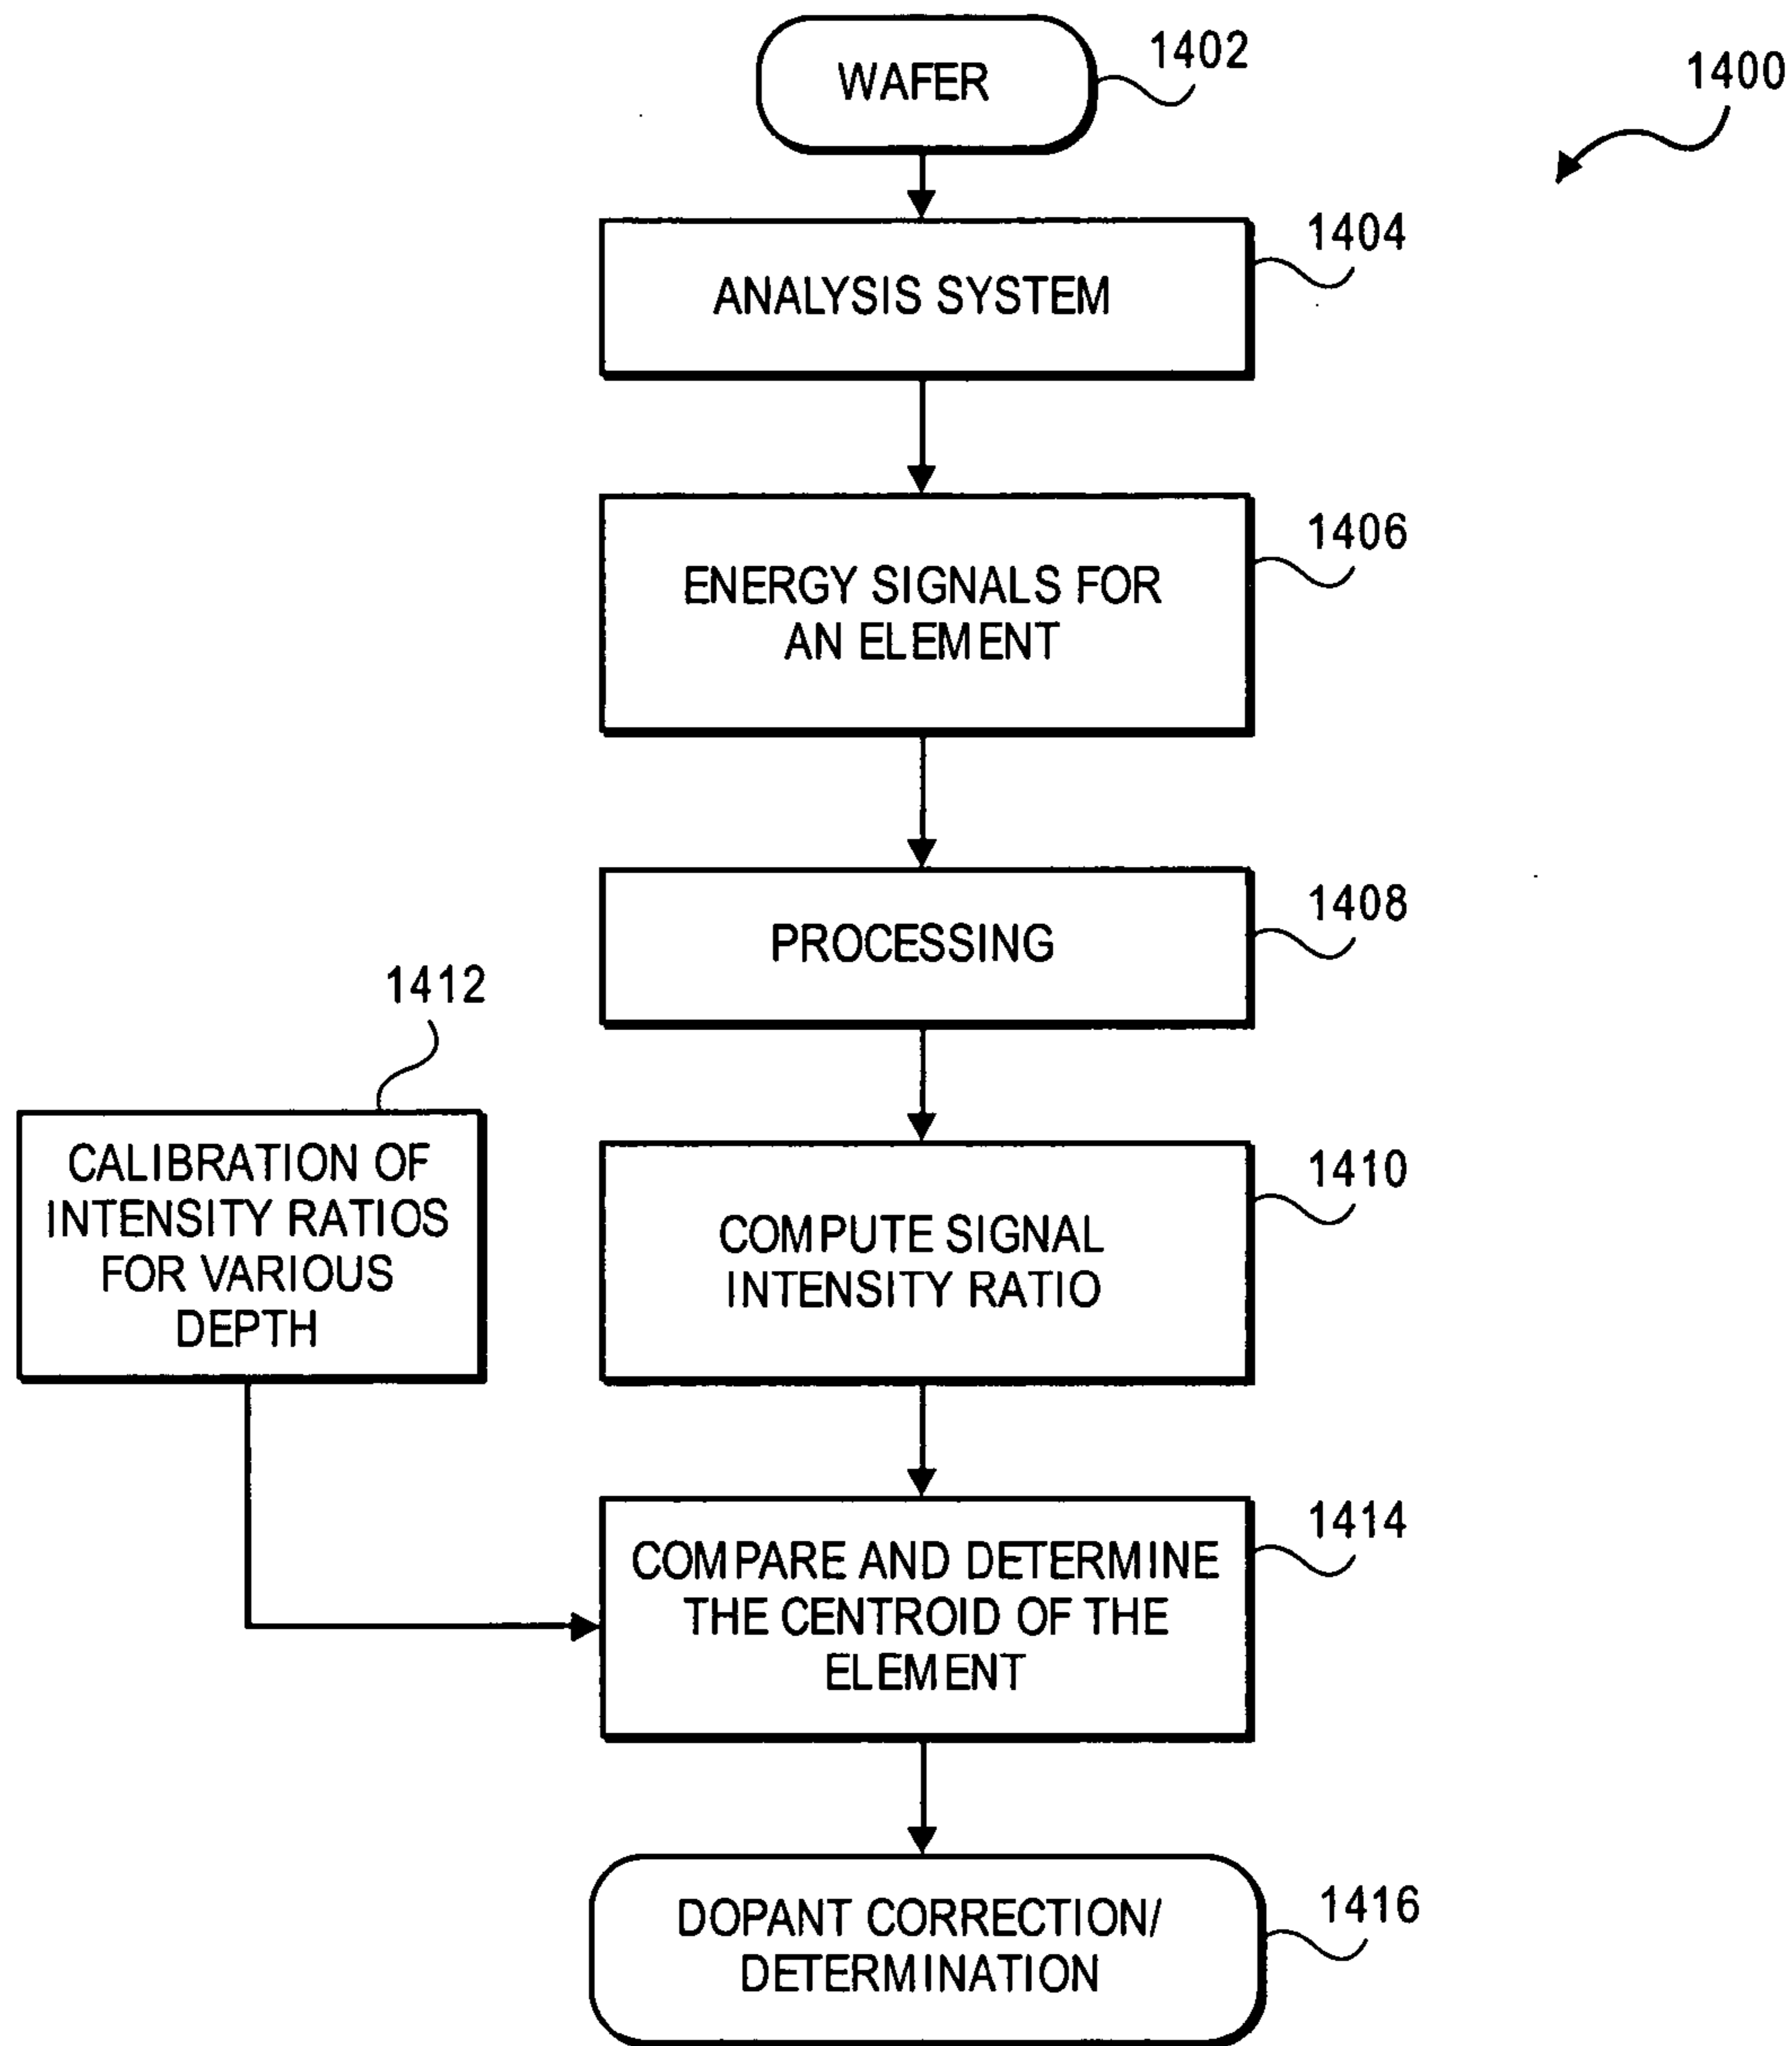 WAFER
1402
1400
ANALYSIS SYSTEM
1404
ENERGY SIGNALS FOR
AN ELEMENT
1406
PROCESSING
1408
1412
CALIBRATION OF
INTENSITY RATIOS
FOR VARIOUS
DEPTH
COMPUTE SIGNAL
INTENSITY RATIO
1410
COMPARE AND DETERMINE
THE CENTROID OF THE
ELEMENT
1414
DOPANT CORRECTION/
DETERMINATION
1416